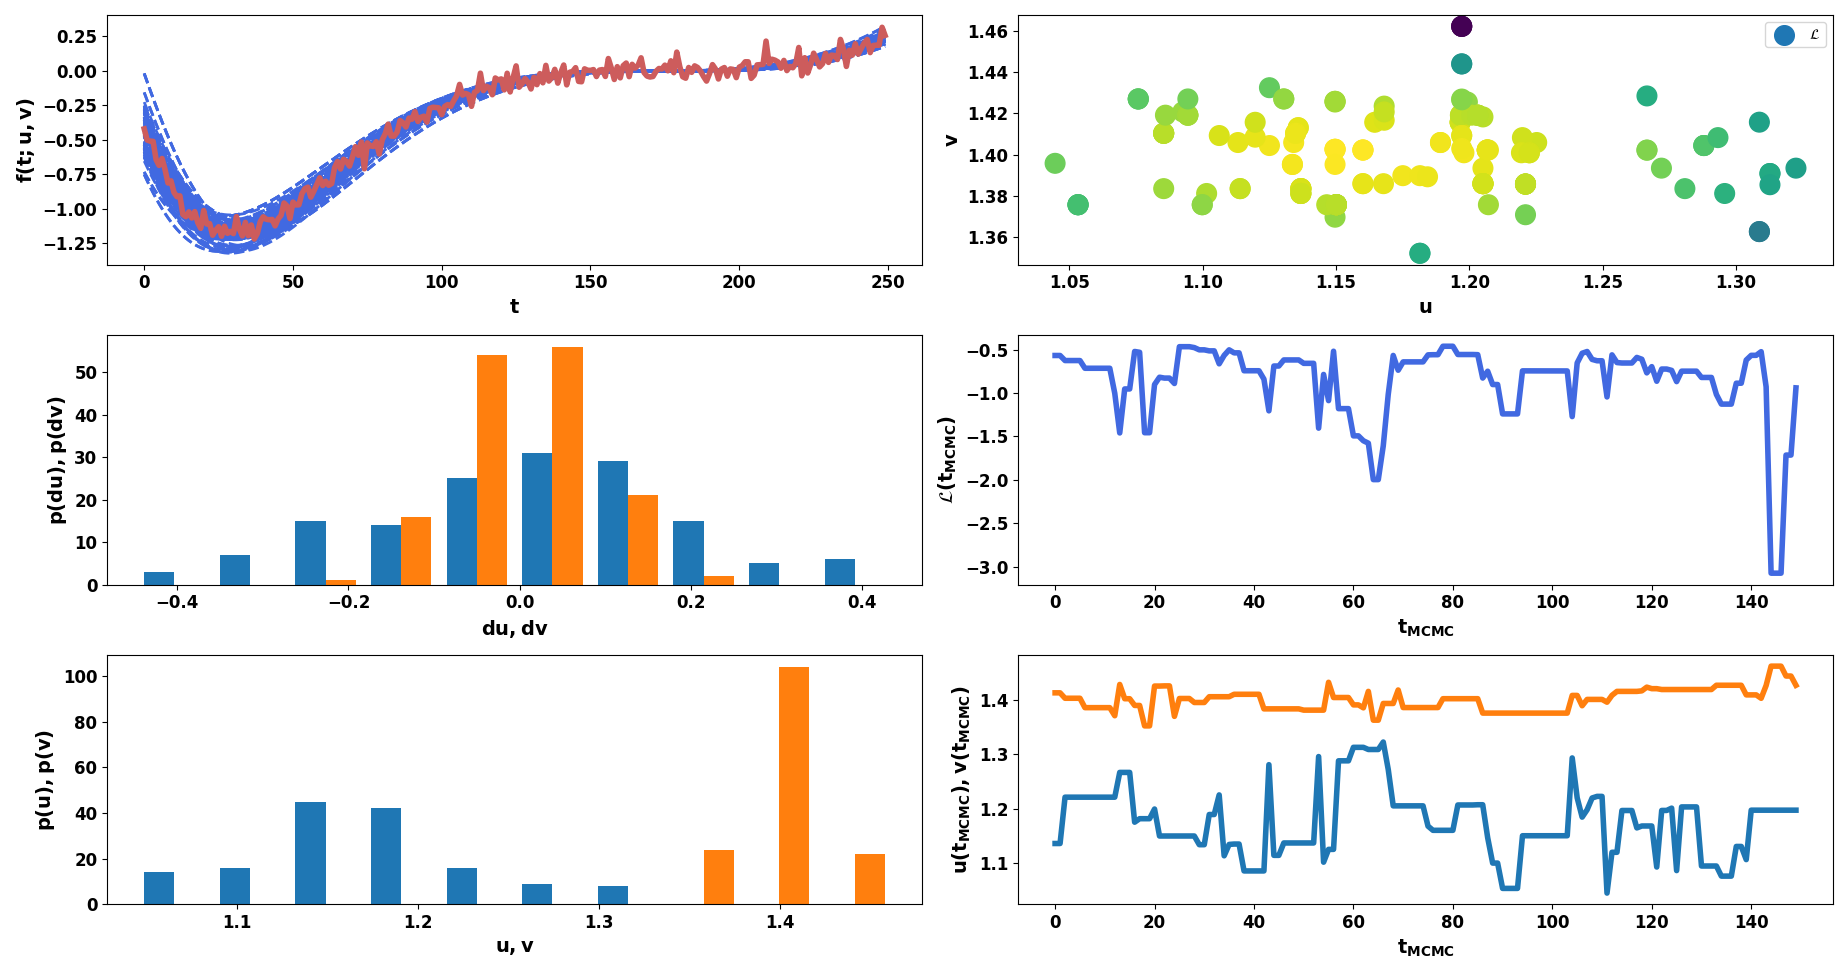 0.25
0.00
−0.25
−0.50
−0.75
−1.00
−1.25
f(t; u, v)
0 50 100 150 200 250
t
1.46
1.44
1.42
1.40
1.38
1.36
v
ℒ
1.05 1.10 1.15 1.20 1.25 1.30
u
50
40
30
20
10
0
p(du), p(dv)
−0.4 −0.2 0.0 0.2 0.4
du, dv
−0.5
−1.0
−1.5
−2.0
−2.5
−3.0
ℒ(tMCMC)
0 20 40 60 80 100 120 140
tMCMC
100
80
60
40
20
0
p(u), p(v)
1.1 1.2 1.3 1.4
u, v
1.4
1.3
1.2
1.1
u(tMCMC), v(tMCMC)
0 20 40 60 80 100 120 140
tMCMC